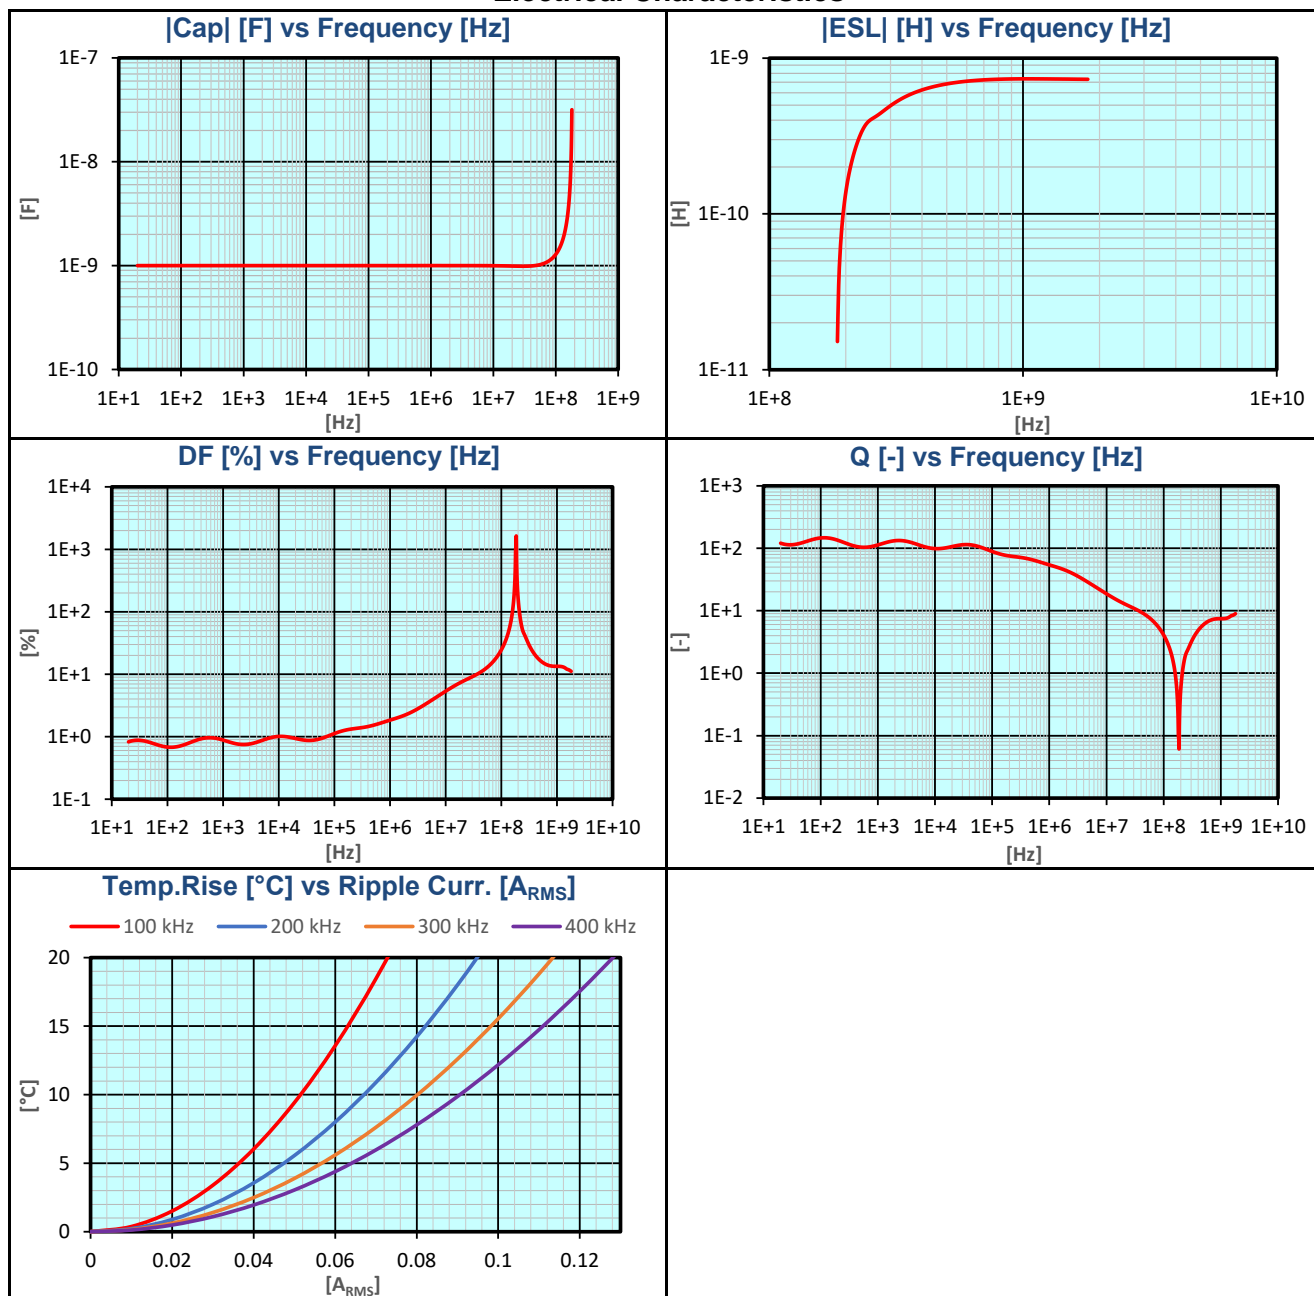 |Cap| [F] vs Frequency [Hz]
1E-7
1E-8
1E-9
1E-10
[F]
1E+1 1E+2 1E+3 1E+4 1E+5 1E+6 1E+7 1E+8 1E+9
[Hz]
|ESL| [H] vs Frequency [Hz]
1E-9
1E-10
1E-11
[H]
1E+8 1E+9 1E+10
[Hz]
DF [%] vs Frequency [Hz]
1E+4
1E+3
1E+2
1E+1
1E+0
1E-1
[%]
1E+1 1E+2 1E+3 1E+4 1E+5 1E+6 1E+7 1E+8 1E+9 1E+10
[Hz]
Q [-] vs Frequency [Hz]
1E+3
1E+2
1E+1
1E+0
1E-1
1E-2
[-]
1E+1 1E+2 1E+3 1E+4 1E+5 1E+6 1E+7 1E+8 1E+9 1E+10
[Hz]
Temp.Rise [°C] vs Ripple Curr. [ARMS]
100 kHz 200 kHz 300 kHz 400 kHz
20
15
10
5
0
[°C]
0 0.02 0.04 0.06 0.08 0.1 0.12
[ARMS]